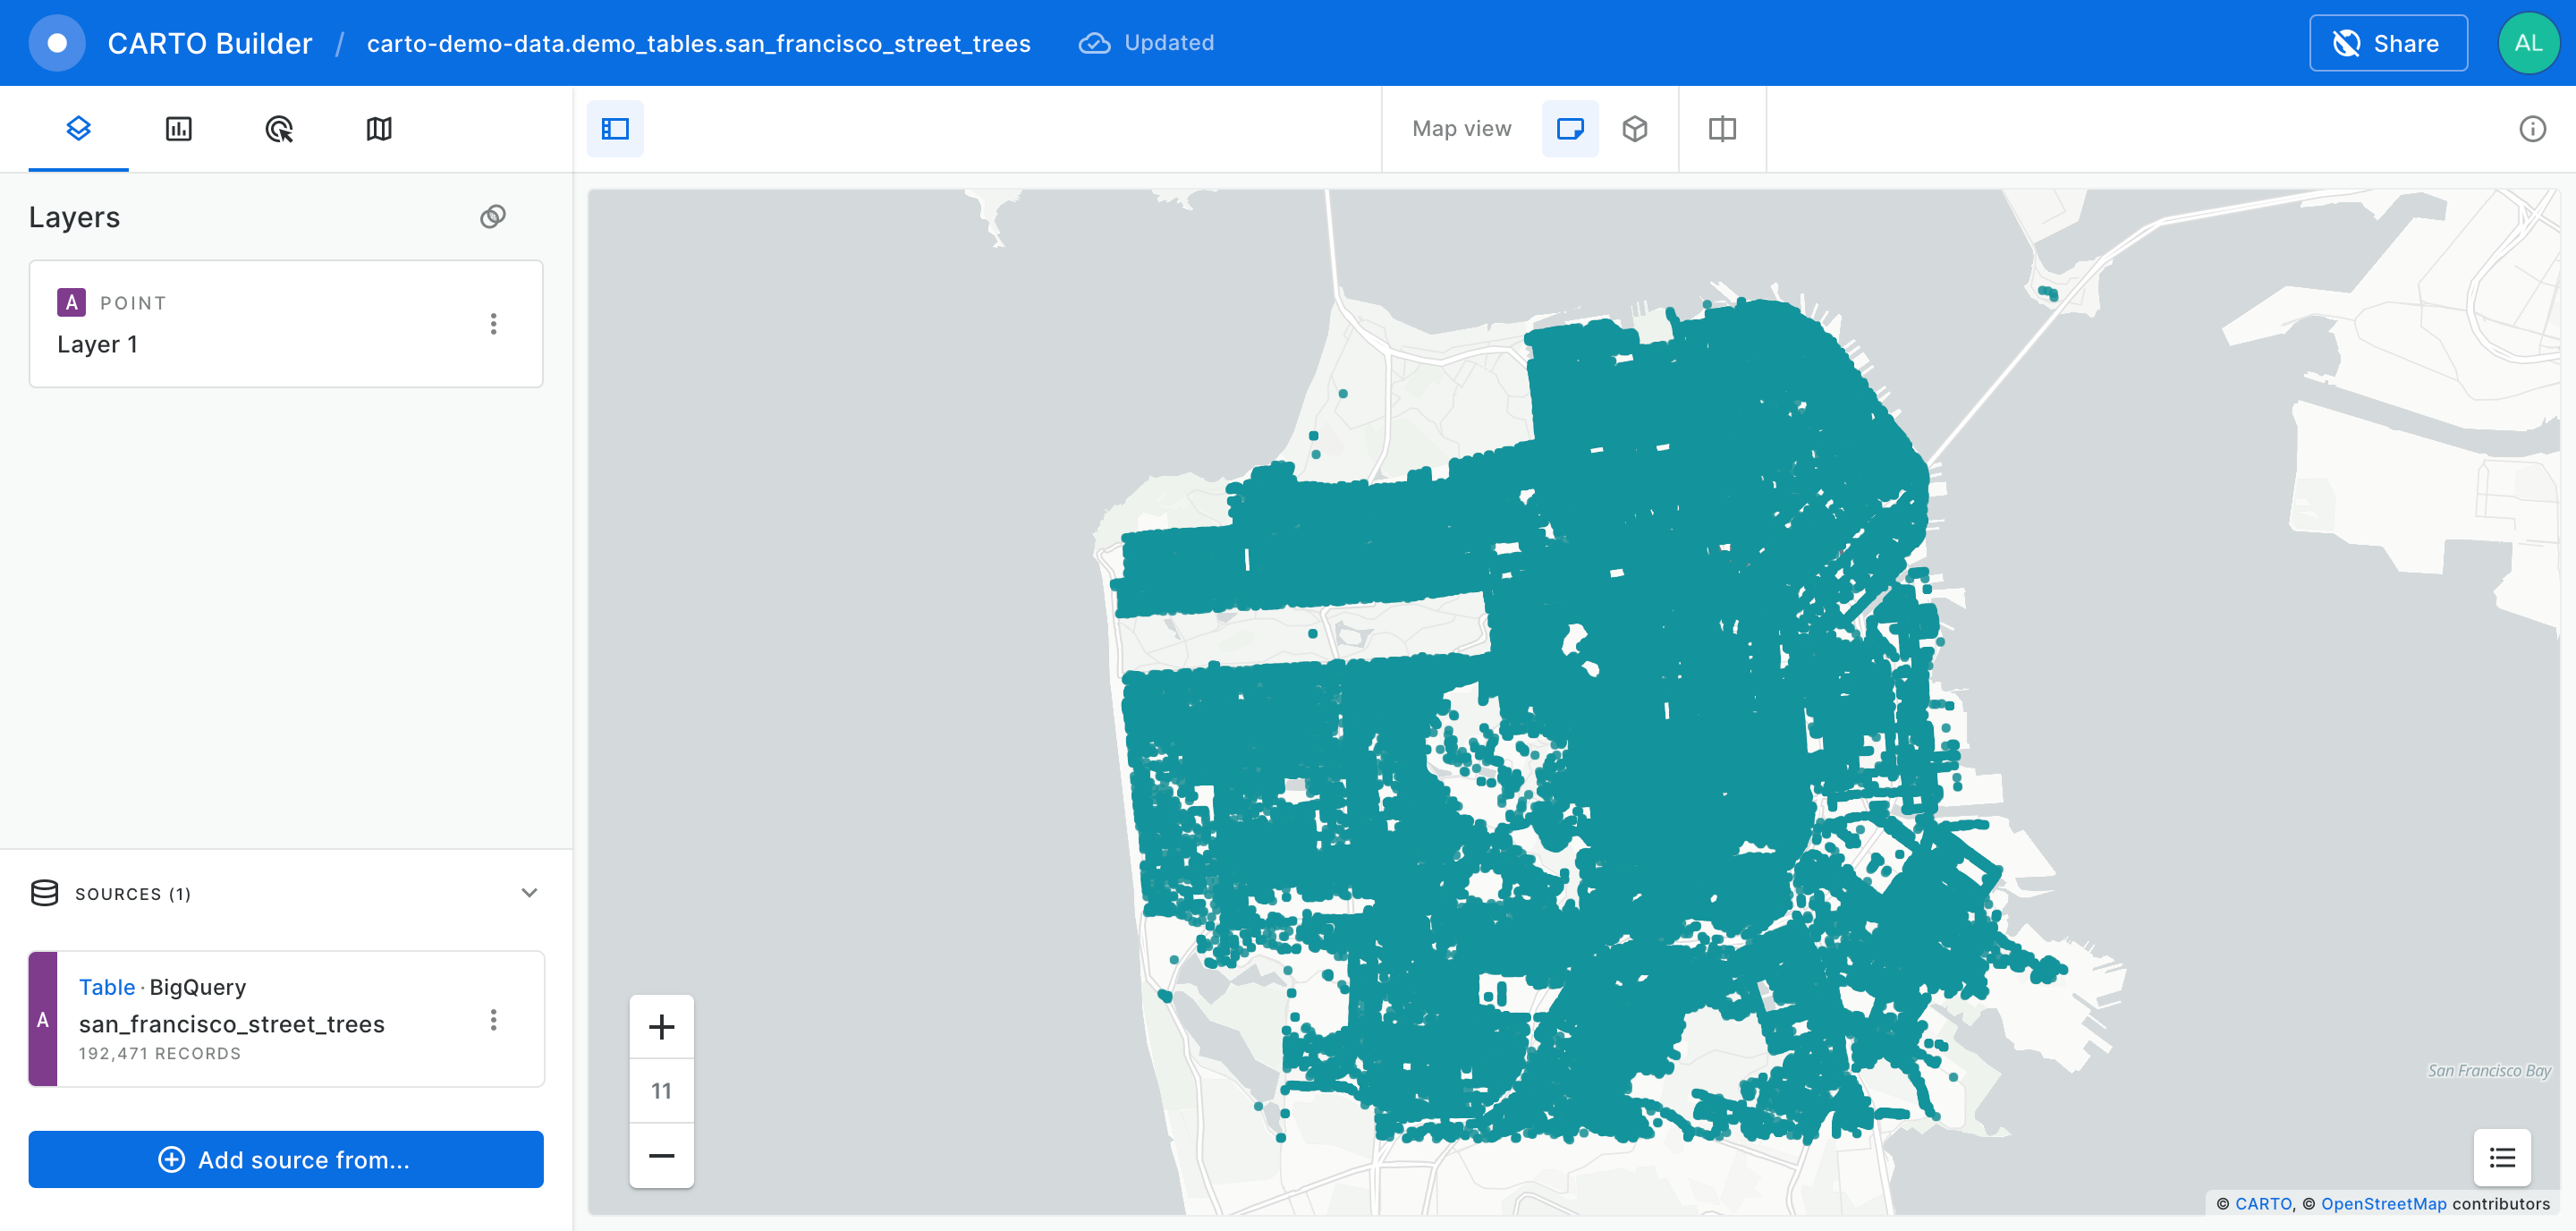 CARTO Builder / carto-demo-data.demo_tables.san_francisco_street_trees Updated Share AL
Map view
Layers
A POINT
Layer 1
SOURCES (1)
Table · BigQuery
A san_francisco_street_trees
192,471 RECORDS
Add source from...
11
San Francisco Bay
© CARTO, © OpenStreetMap contributors